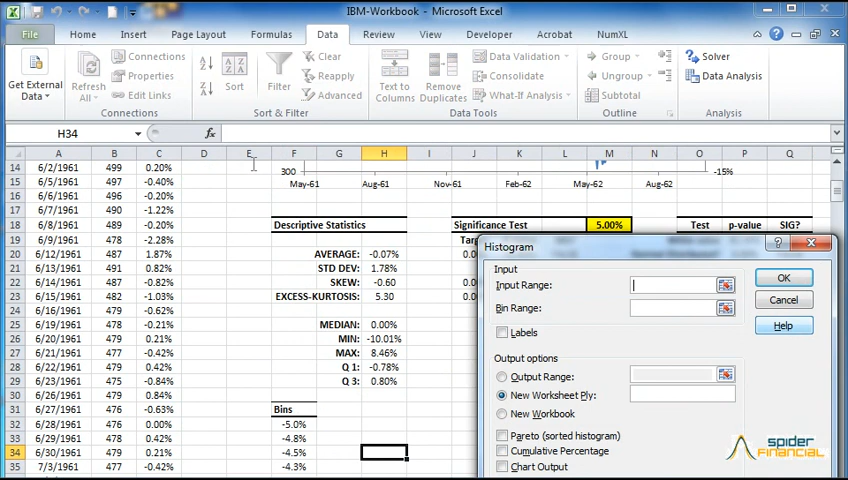 IBM-Workbook - Microsoft Excel
File Home Insert Page Layout Formulas Data Review View Developer Acrobat NumXL
Get External Data
Refresh All
Connections
Properties
Edit Links
Connections
Sort
Filter
Clear
Reapply
Advanced
Sort & Filter
Text to Columns
Remove Duplicates
Data Validation
Consolidate
What-If Analysis
Data Tools
Group
Ungroup
Subtotal
Outline
Solver
Data Analysis
Analysis
H34 fx
A B C D E F G H I J K L M N O P Q
14 6/2/1961 499 0.20% 300 -15%
15 6/5/1961 497 -0.40% May-61 Aug-61 Nov-61 Feb-62 May-62 Aug-62
16 6/6/1961 496 -0.20%
17 6/7/1961 490 -1.22%
18 6/8/1961 489 -0.20% Descriptive Statistics Significance Test 5.00% Test p-value SIG?
19 6/9/1961 478 -2.28%
20 6/12/1961 487 1.87% AVERAGE: -0.07%
21 6/13/1961 491 0.82% STD DEV: 1.78%
22 6/14/1961 487 -0.82% SKEW: -0.60
23 6/15/1961 482 -1.03% EXCESS-KURTOSIS: 5.30
24 6/16/1961 479 -0.62%
25 6/19/1961 478 -0.21% MEDIAN: 0.00%
26 6/20/1961 479 0.21% MIN: -10.01%
27 6/21/1961 477 -0.42% MAX: 8.46%
28 6/22/1961 479 0.42% Q 1: -0.78%
29 6/23/1961 475 -0.84% Q 3: 0.80%
30 6/26/1961 479 0.84%
31 6/27/1961 476 -0.63% Bins
32 6/28/1961 476 0.00% -5.0%
33 6/29/1961 478 0.42% -4.8%
34 6/30/1961 479 0.21% -4.5%
35 7/3/1961 477 -0.42% -4.3%
Histogram
Input
Input Range:
Bin Range:
Labels
Output options
Output Range:
New Worksheet Ply:
New Workbook
Pareto (sorted histogram)
Cumulative Percentage
Chart Output
OK
Cancel
Help
spider
FINANCIAL